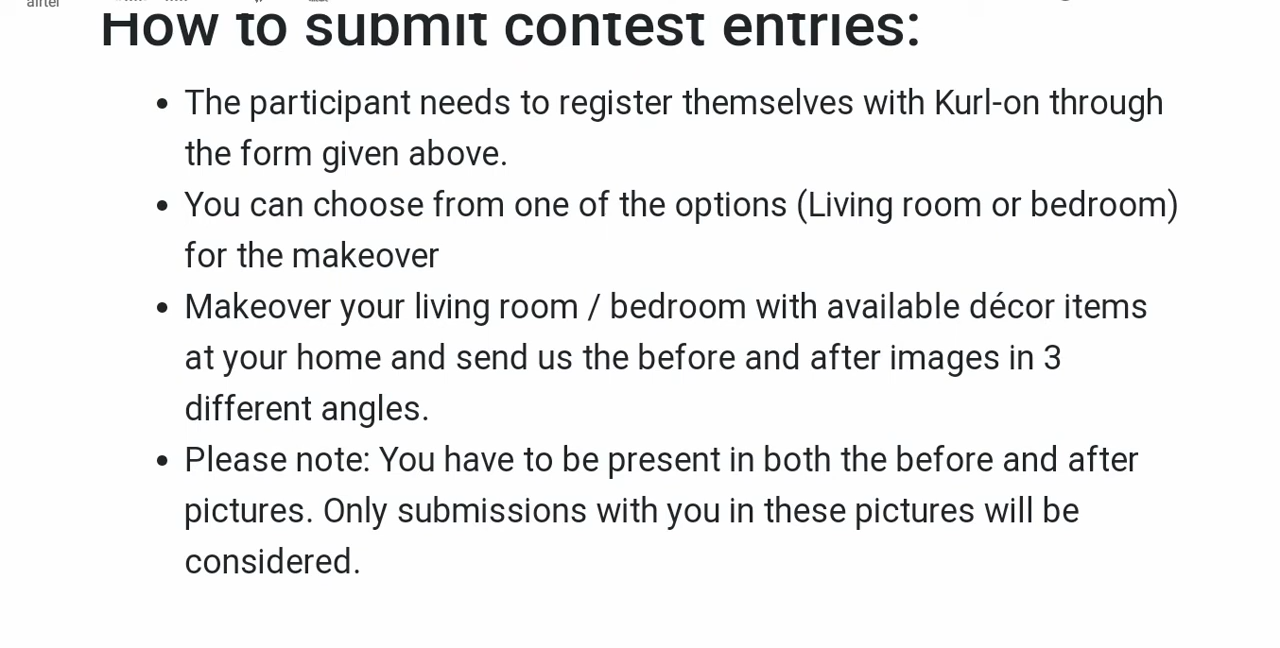 airtel
How to submit contest entries:
• The participant needs to register themselves with Kurl-on through
the form given above.
• You can choose from one of the options (Living room or bedroom)
for the makeover
• Makeover your living room / bedroom with available décor items
at your home and send us the before and after images in 3
different angles.
• Please note: You have to be present in both the before and after
pictures. Only submissions with you in these pictures will be
considered.